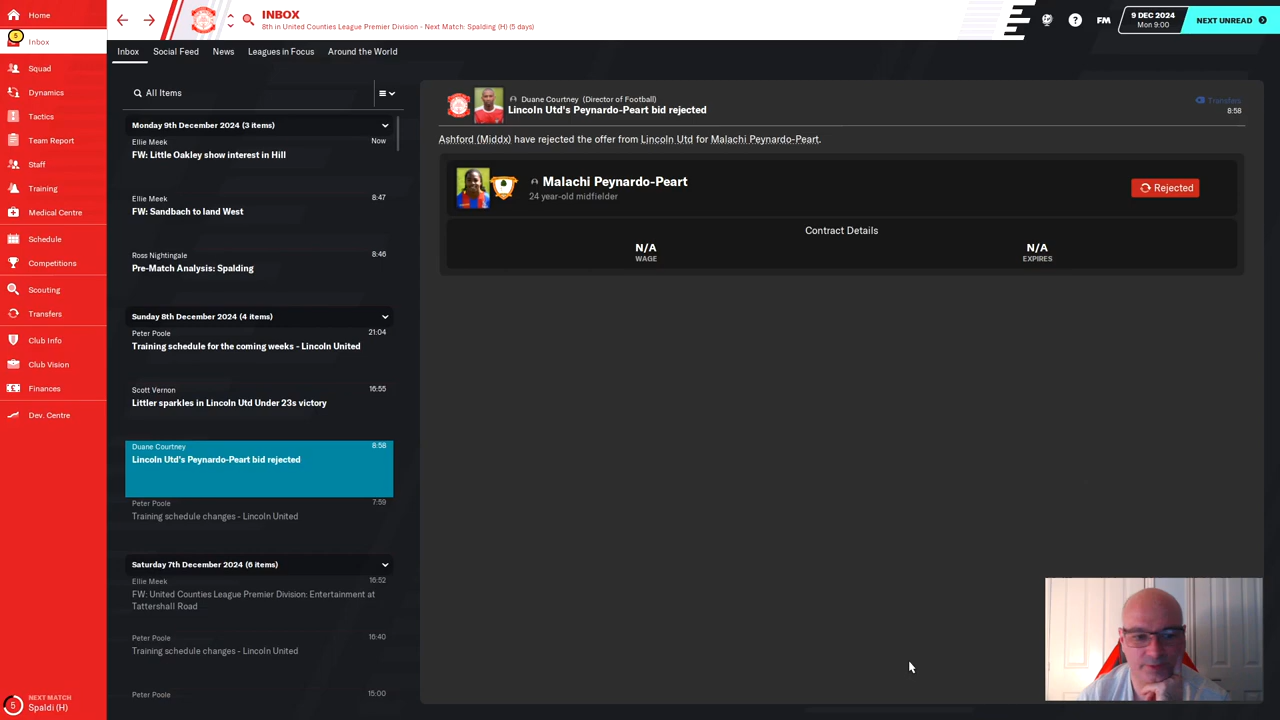 Home
5
Inbox
Squad
Dynamics
Tactics
Team Report
Staff
Training
Medical Centre
Schedule
Competitions
Scouting
Transfers
Club Info
Club Vision
Finances
Dev. Centre
5
NEXT MATCH
Spaldi (H)
INBOX
8th in United Counties League Premier Division - Next Match: Spalding (H) (5 days)
?
FM
9 DEC 2024
Mon 9:00
NEXT UNREAD
Inbox
Social Feed
News
Leagues in Focus
Around the World
All Items
Monday 9th December 2024 (3 items)
Ellie Meek
Now
FW: Little Oakley show interest in Hill
Ellie Meek
8:47
FW: Sandbach to land West
Ross Nightingale
8:46
Pre-Match Analysis: Spalding
Sunday 8th December 2024 (4 items)
Peter Poole
21:04
Training schedule for the coming weeks - Lincoln United
Scott Vernon
16:55
Littler sparkles in Lincoln Utd Under 23s victory
Duane Courtney
8:58
Lincoln Utd's Peynardo-Peart bid rejected
Peter Poole
7:59
Training schedule changes - Lincoln United
Saturday 7th December 2024 (6 items)
Ellie Meek
16:52
FW: United Counties League Premier Division: Entertainment at
Tattershall Road
Peter Poole
16:40
Training schedule changes - Lincoln United
Peter Poole
15:00
Duane Courtney (Director of Football)
Lincoln Utd's Peynardo-Peart bid rejected
Transfers
8:58
Ashford (Middx) have rejected the offer from Lincoln Utd for Malachi Peynardo-Peart.
Malachi Peynardo-Peart
24 year-old midfielder
Rejected
Contract Details
N/A
WAGE
N/A
EXPIRES